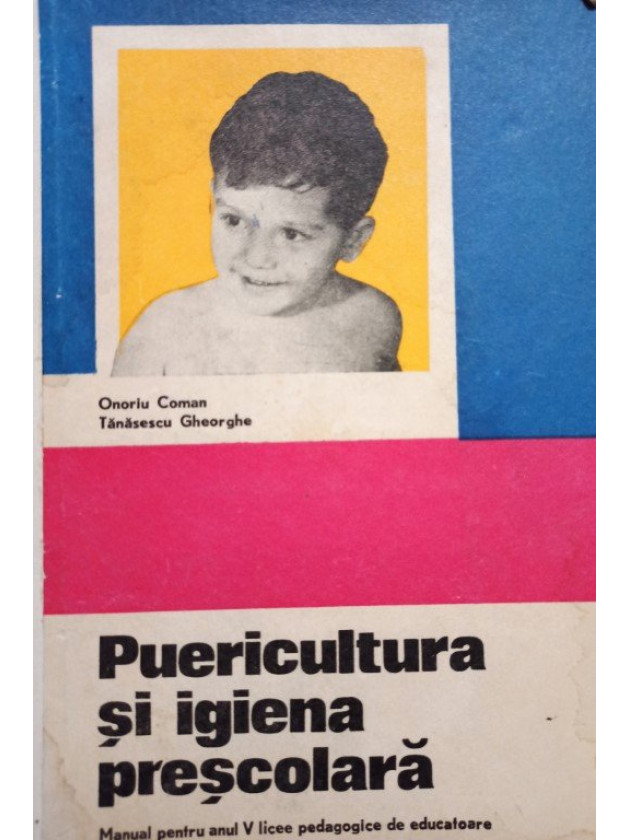 Onoriu Coman
Tănăsescu Gheorghe
Puericultura
și igiena
preșcolară
Manual pentru anul V licee pedagogice de educatoare